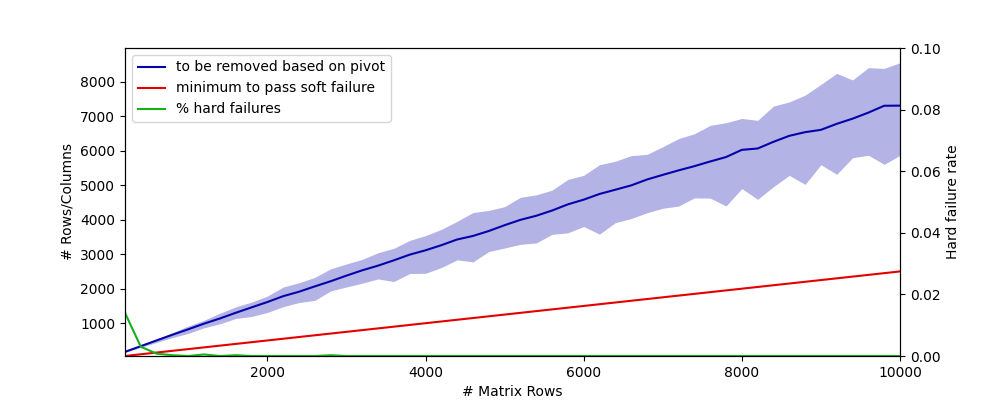 to be removed based on pivot
minimum to pass soft failure
% hard failures
# Rows/Columns
8000
7000
6000
5000
4000
3000
2000
1000
0.10
0.08
0.06
0.04
0.02
0.00
Hard failure rate
2000 4000 6000 8000 10000
# Matrix Rows